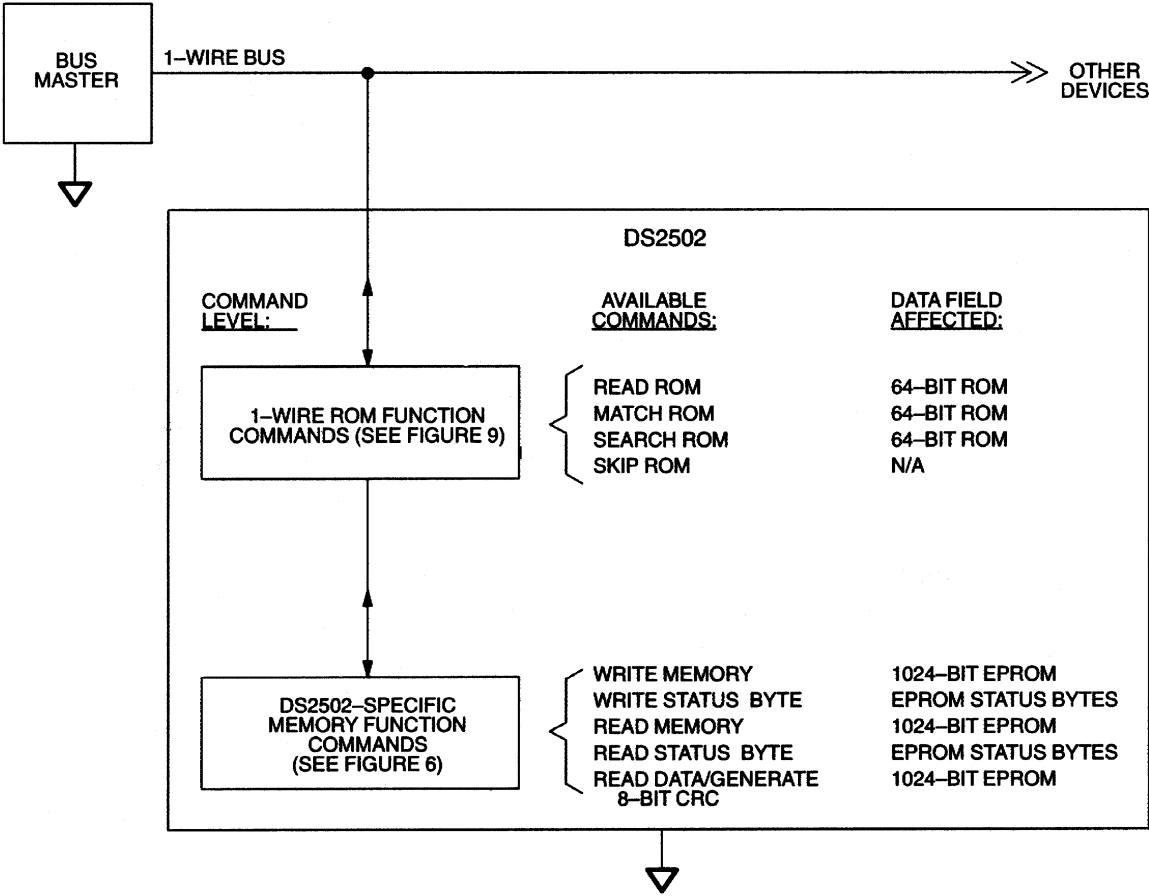 BUS
MASTER
1–WIRE BUS
OTHER
DEVICES
DS2502
COMMAND
LEVEL:
AVAILABLE
COMMANDS:
DATA FIELD
AFFECTED:
1–WIRE ROM FUNCTION
COMMANDS (SEE FIGURE 9)
READ ROM 64–BIT ROM
MATCH ROM 64–BIT ROM
SEARCH ROM 64–BIT ROM
SKIP ROM N/A
DS2502–SPECIFIC
MEMORY FUNCTION
COMMANDS
(SEE FIGURE 6)
WRITE MEMORY 1024–BIT EPROM
WRITE STATUS BYTE EPROM STATUS BYTES
READ MEMORY 1024–BIT EPROM
READ STATUS BYTE EPROM STATUS BYTES
READ DATA/GENERATE 1024–BIT EPROM
8–BIT CRC